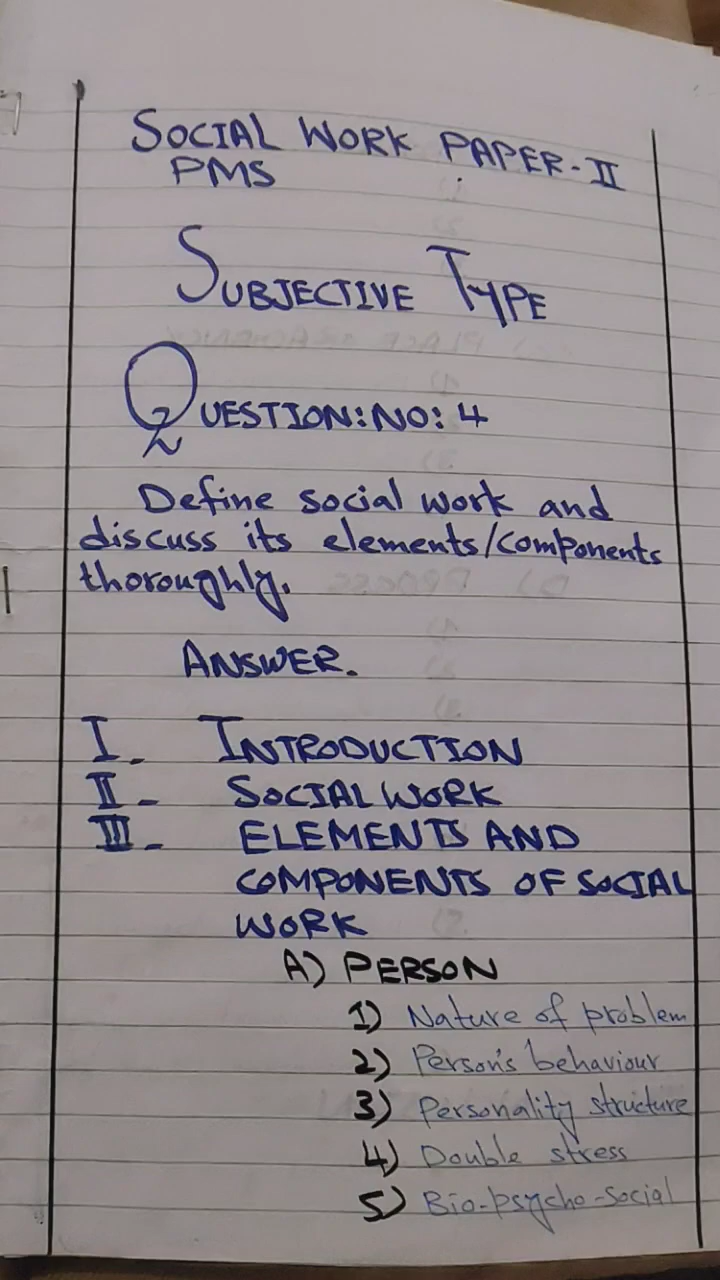 SOCIAL WORK PAPER-II
PMS
SUBJECTIVE TYPE
QUESTION:NO: 4
Define social work and
discuss its elements/components
thoroughly.
ANSWER.
I- INTRODUCTION
II- SOCIAL WORK
III- ELEMENTS AND
COMPONENTS OF SOCIAL
WORK
A) PERSON
1) Nature of problem
2) Person's behaviour
3) Personality structure
4) Double stress
5) Bio-psycho-social